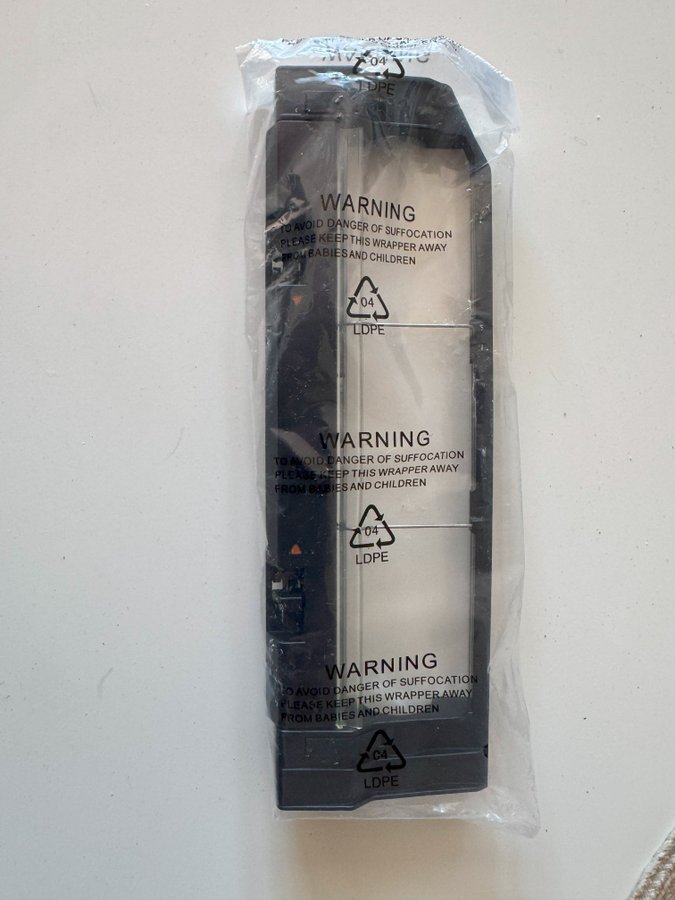 04
LDPE
WARNING
TO AVOID DANGER OF SUFFOCATION
PLEASE KEEP THIS WRAPPER AWAY
FROM BABIES AND CHILDREN
04
LDPE
WARNING
TO AVOID DANGER OF SUFFOCATION
PLEASE KEEP THIS WRAPPER AWAY
FROM BABIES AND CHILDREN
04
LDPE
WARNING
TO AVOID DANGER OF SUFFOCATION
PLEASE KEEP THIS WRAPPER AWAY
FROM BABIES AND CHILDREN
04
LDPE